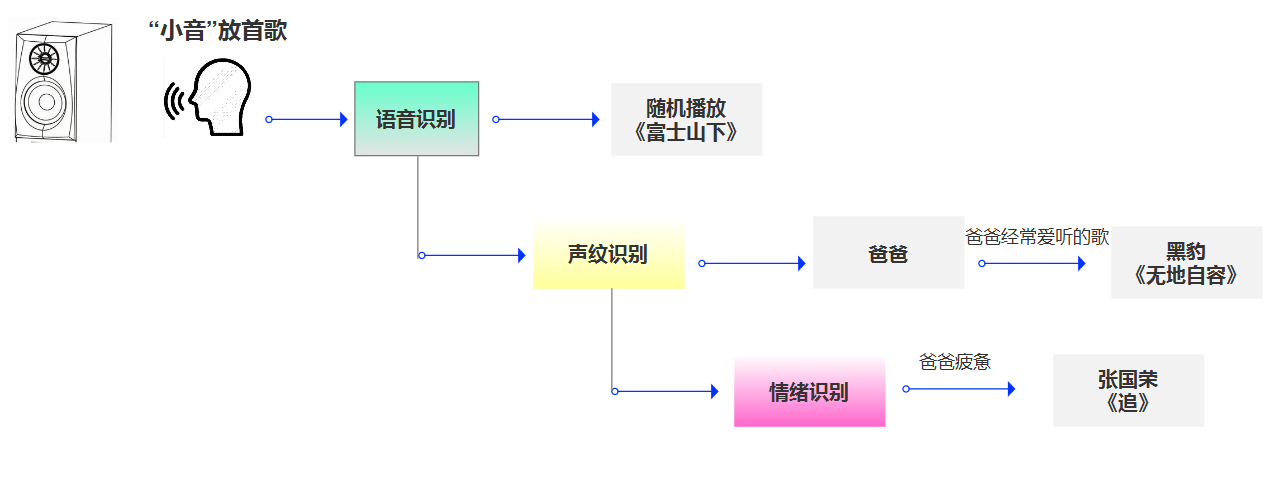 “小音”放首歌
语音识别
随机播放
《富士山下》
声纹识别
爸爸
爸爸经常爱听的歌
黑豹
《无地自容》
情绪识别
爸爸疲惫
张国荣
《追》